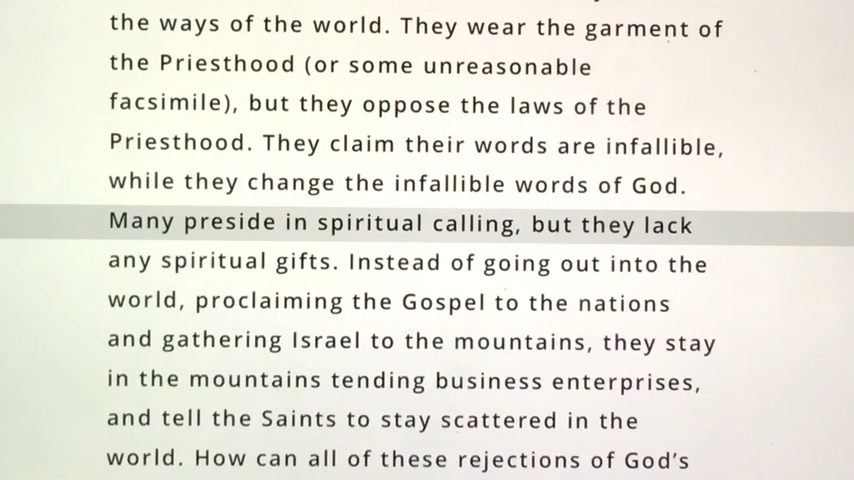 the ways of the world. They wear the garment of
the Priesthood (or some unreasonable
facsimile), but they oppose the laws of the
Priesthood. They claim their words are infallible,
while they change the infallible words of God.
Many preside in spiritual calling, but they lack
any spiritual gifts. Instead of going out into the
world, proclaiming the Gospel to the nations
and gathering Israel to the mountains, they stay
in the mountains tending business enterprises,
and tell the Saints to stay scattered in the
world. How can all of these rejections of God's